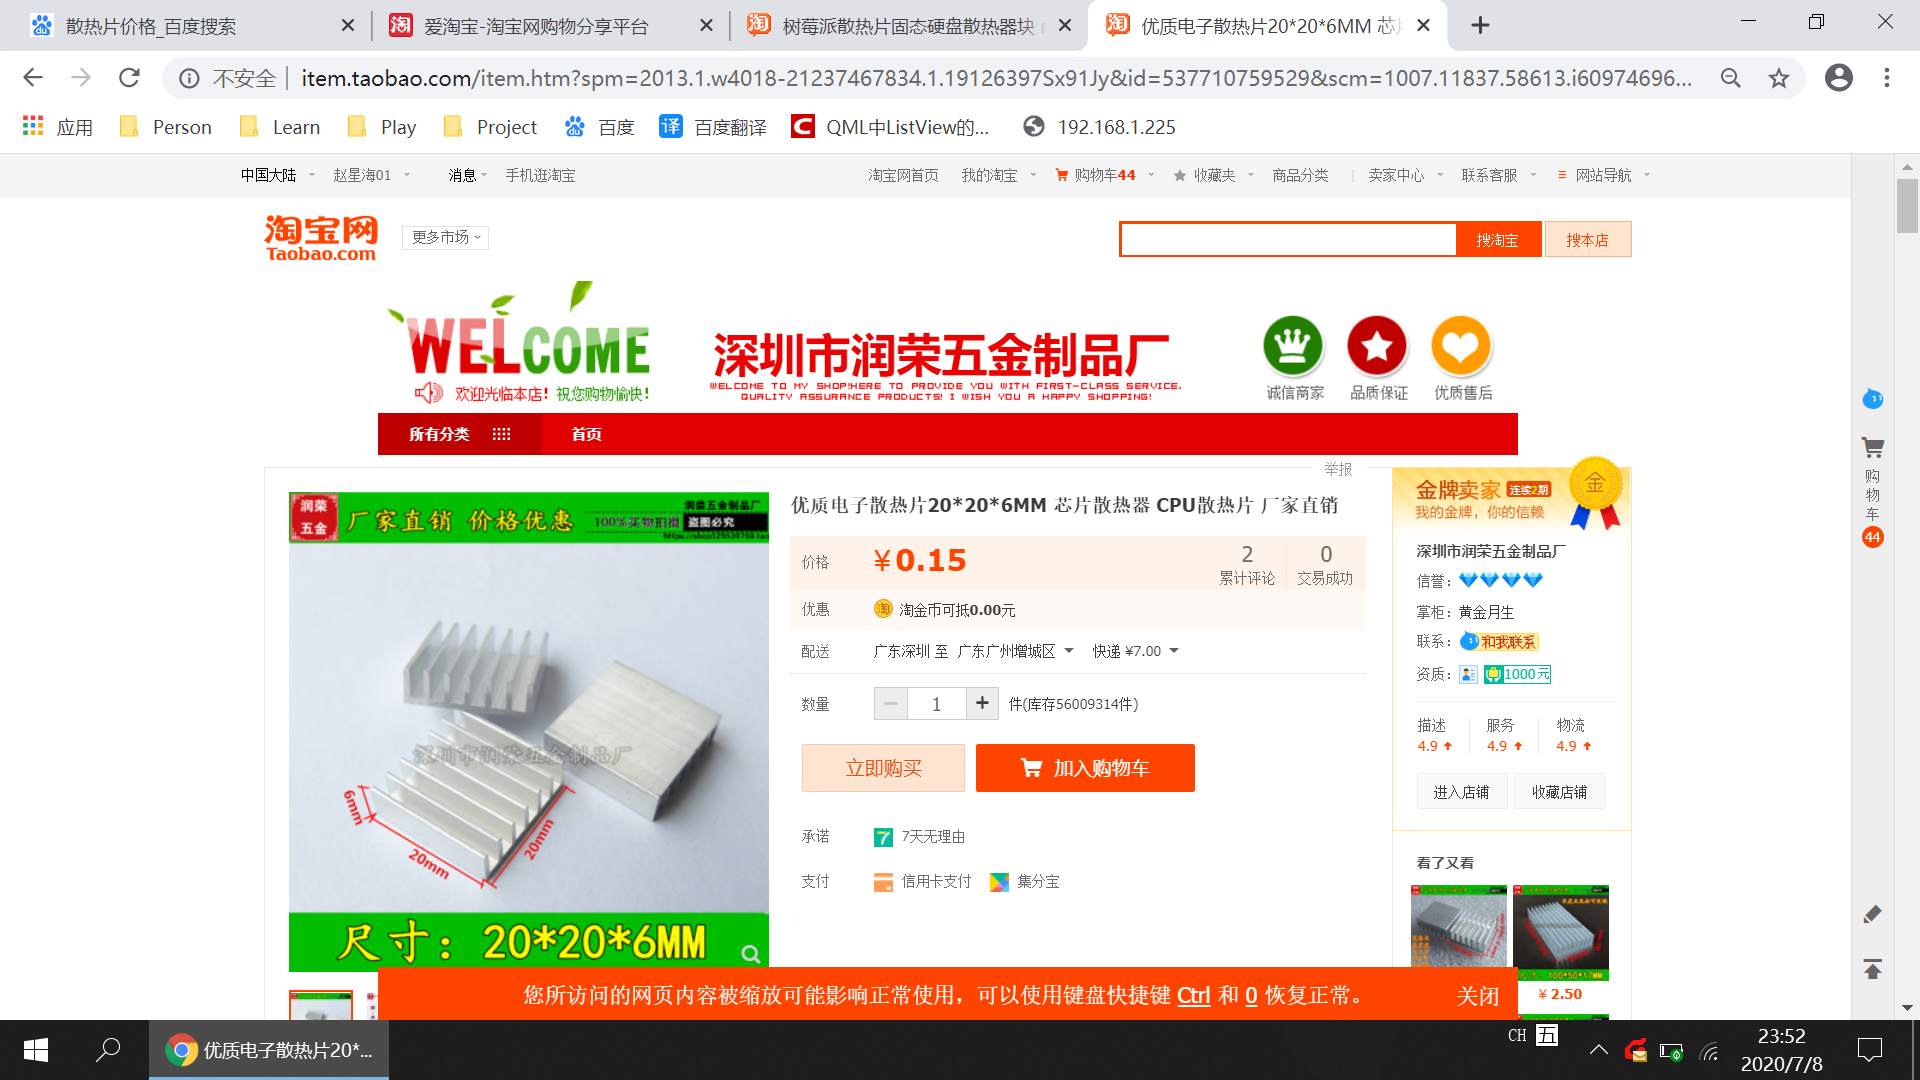 散热片价格_百度搜索
爱淘宝-淘宝网购物分享平台
树莓派散热片固态硬盘散热器块
优质电子散热片20*20*6MM 芯片
不安全
item.taobao.com/item.htm?spm=2013.1.w4018-21237467834.1.19126397Sx91Jy&id=537710759529&scm=1007.11837.58613.i60974696...
应用 Person Learn Play Project 百度 译 百度翻译 QML中ListView的... 192.168.1.225
中国大陆 赵星海01 消息 手机逛淘宝
淘宝网首页 我的淘宝 购物车44 收藏夹 商品分类 卖家中心 联系客服 网站导航
淘宝网
Taobao.com
更多市场
搜淘宝 搜本店
WELCOME
欢迎光临本店! 祝您购物愉快!
深圳市润荣五金制品厂
WELCOME TO MY SHOP!HERE TO PROVIDE YOU WITH FIRST-CLASS SERVICE,
QUALITY ASSURANCE PRODUCTS! I WISH YOU A HAPPY SHOPPING!
诚信商家 品质保证 优质售后
所有分类 首页
举报
润荣五金
厂家直销 价格优惠
100%实物拍摄
润荣五金制品厂
盗图必究
深圳市润荣五金制品厂
6mm
20mm
20mm
尺寸：20*20*6MM
优质电子散热片20*20*6MM 芯片散热器 CPU散热片 厂家直销
价格 ¥0.15
2 累计评论
0 交易成功
优惠 淘金币可抵0.00元
配送 广东深圳 至 广东广州增城区 快递 ¥7.00
数量 1 件(库存56009314件)
立即购买 加入购物车
承诺 7天无理由
支付 信用卡支付 集分宝
金牌卖家 连续2期
金
我的金牌，你的信赖
深圳市润荣五金制品厂
信誉：
掌柜：黄金月生
联系：和我联系
资质：1000元
描述 服务 物流
4.9 4.9 4.9
进入店铺 收藏店铺
看了又看
100*50*17MM
¥ 2.50
购物车
44
您所访问的网页内容被缩放可能影响正常使用，可以使用键盘快捷键 Ctrl 和 0 恢复正常。 关闭
优质电子散热片20*...
CH 五
23:52
2020/7/8